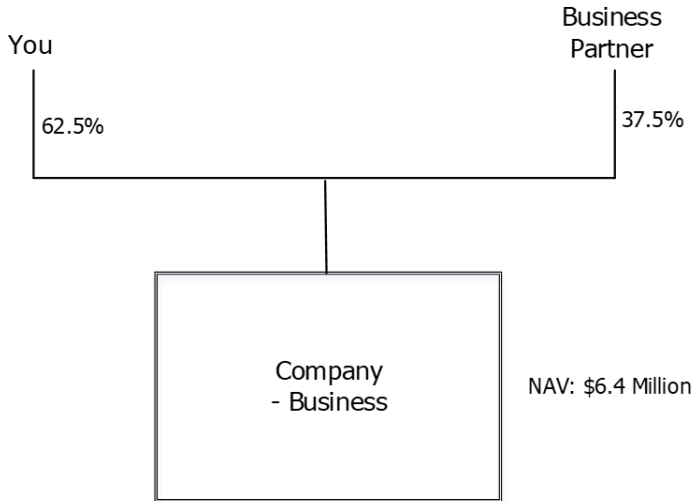 You
Business
Partner
62.5%
37.5%
Company
- Business
NAV: $6.4 Million